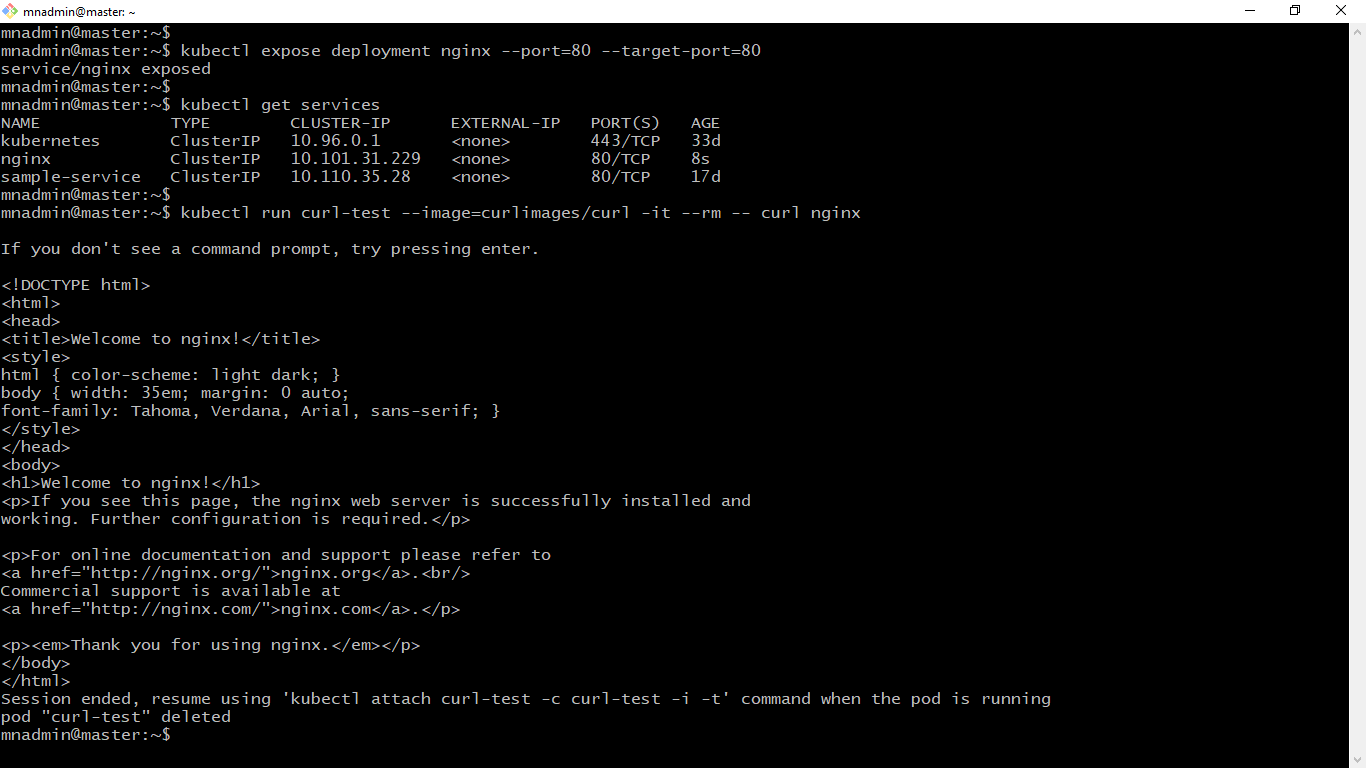 mnadmin@master: ~
mnadmin@master:~$
mnadmin@master:~$ kubectl expose deployment nginx --port=80 --target-port=80
service/nginx exposed
mnadmin@master:~$
mnadmin@master:~$ kubectl get services
NAME             TYPE        CLUSTER-IP      EXTERNAL-IP   PORT(S)   AGE
kubernetes       ClusterIP   10.96.0.1       <none>        443/TCP   33d
nginx            ClusterIP   10.101.31.229   <none>        80/TCP    8s
sample-service   ClusterIP   10.110.35.28    <none>        80/TCP    17d
mnadmin@master:~$
mnadmin@master:~$ kubectl run curl-test --image=curlimages/curl -it --rm -- curl nginx
If you don't see a command prompt, try pressing enter.
<!DOCTYPE html>
<html>
<head>
<title>Welcome to nginx!</title>
<style>
html { color-scheme: light dark; }
body { width: 35em; margin: 0 auto;
font-family: Tahoma, Verdana, Arial, sans-serif; }
</style>
</head>
<body>
<h1>Welcome to nginx!</h1>
<p>If you see this page, the nginx web server is successfully installed and
working. Further configuration is required.</p>
<p>For online documentation and support please refer to
<a href="http://nginx.org/">nginx.org</a>.<br/>
Commercial support is available at
<a href="http://nginx.com/">nginx.com</a>.</p>
<p><em>Thank you for using nginx.</em></p>
</body>
</html>
Session ended, resume using 'kubectl attach curl-test -c curl-test -i -t' command when the pod is running
pod "curl-test" deleted
mnadmin@master:~$